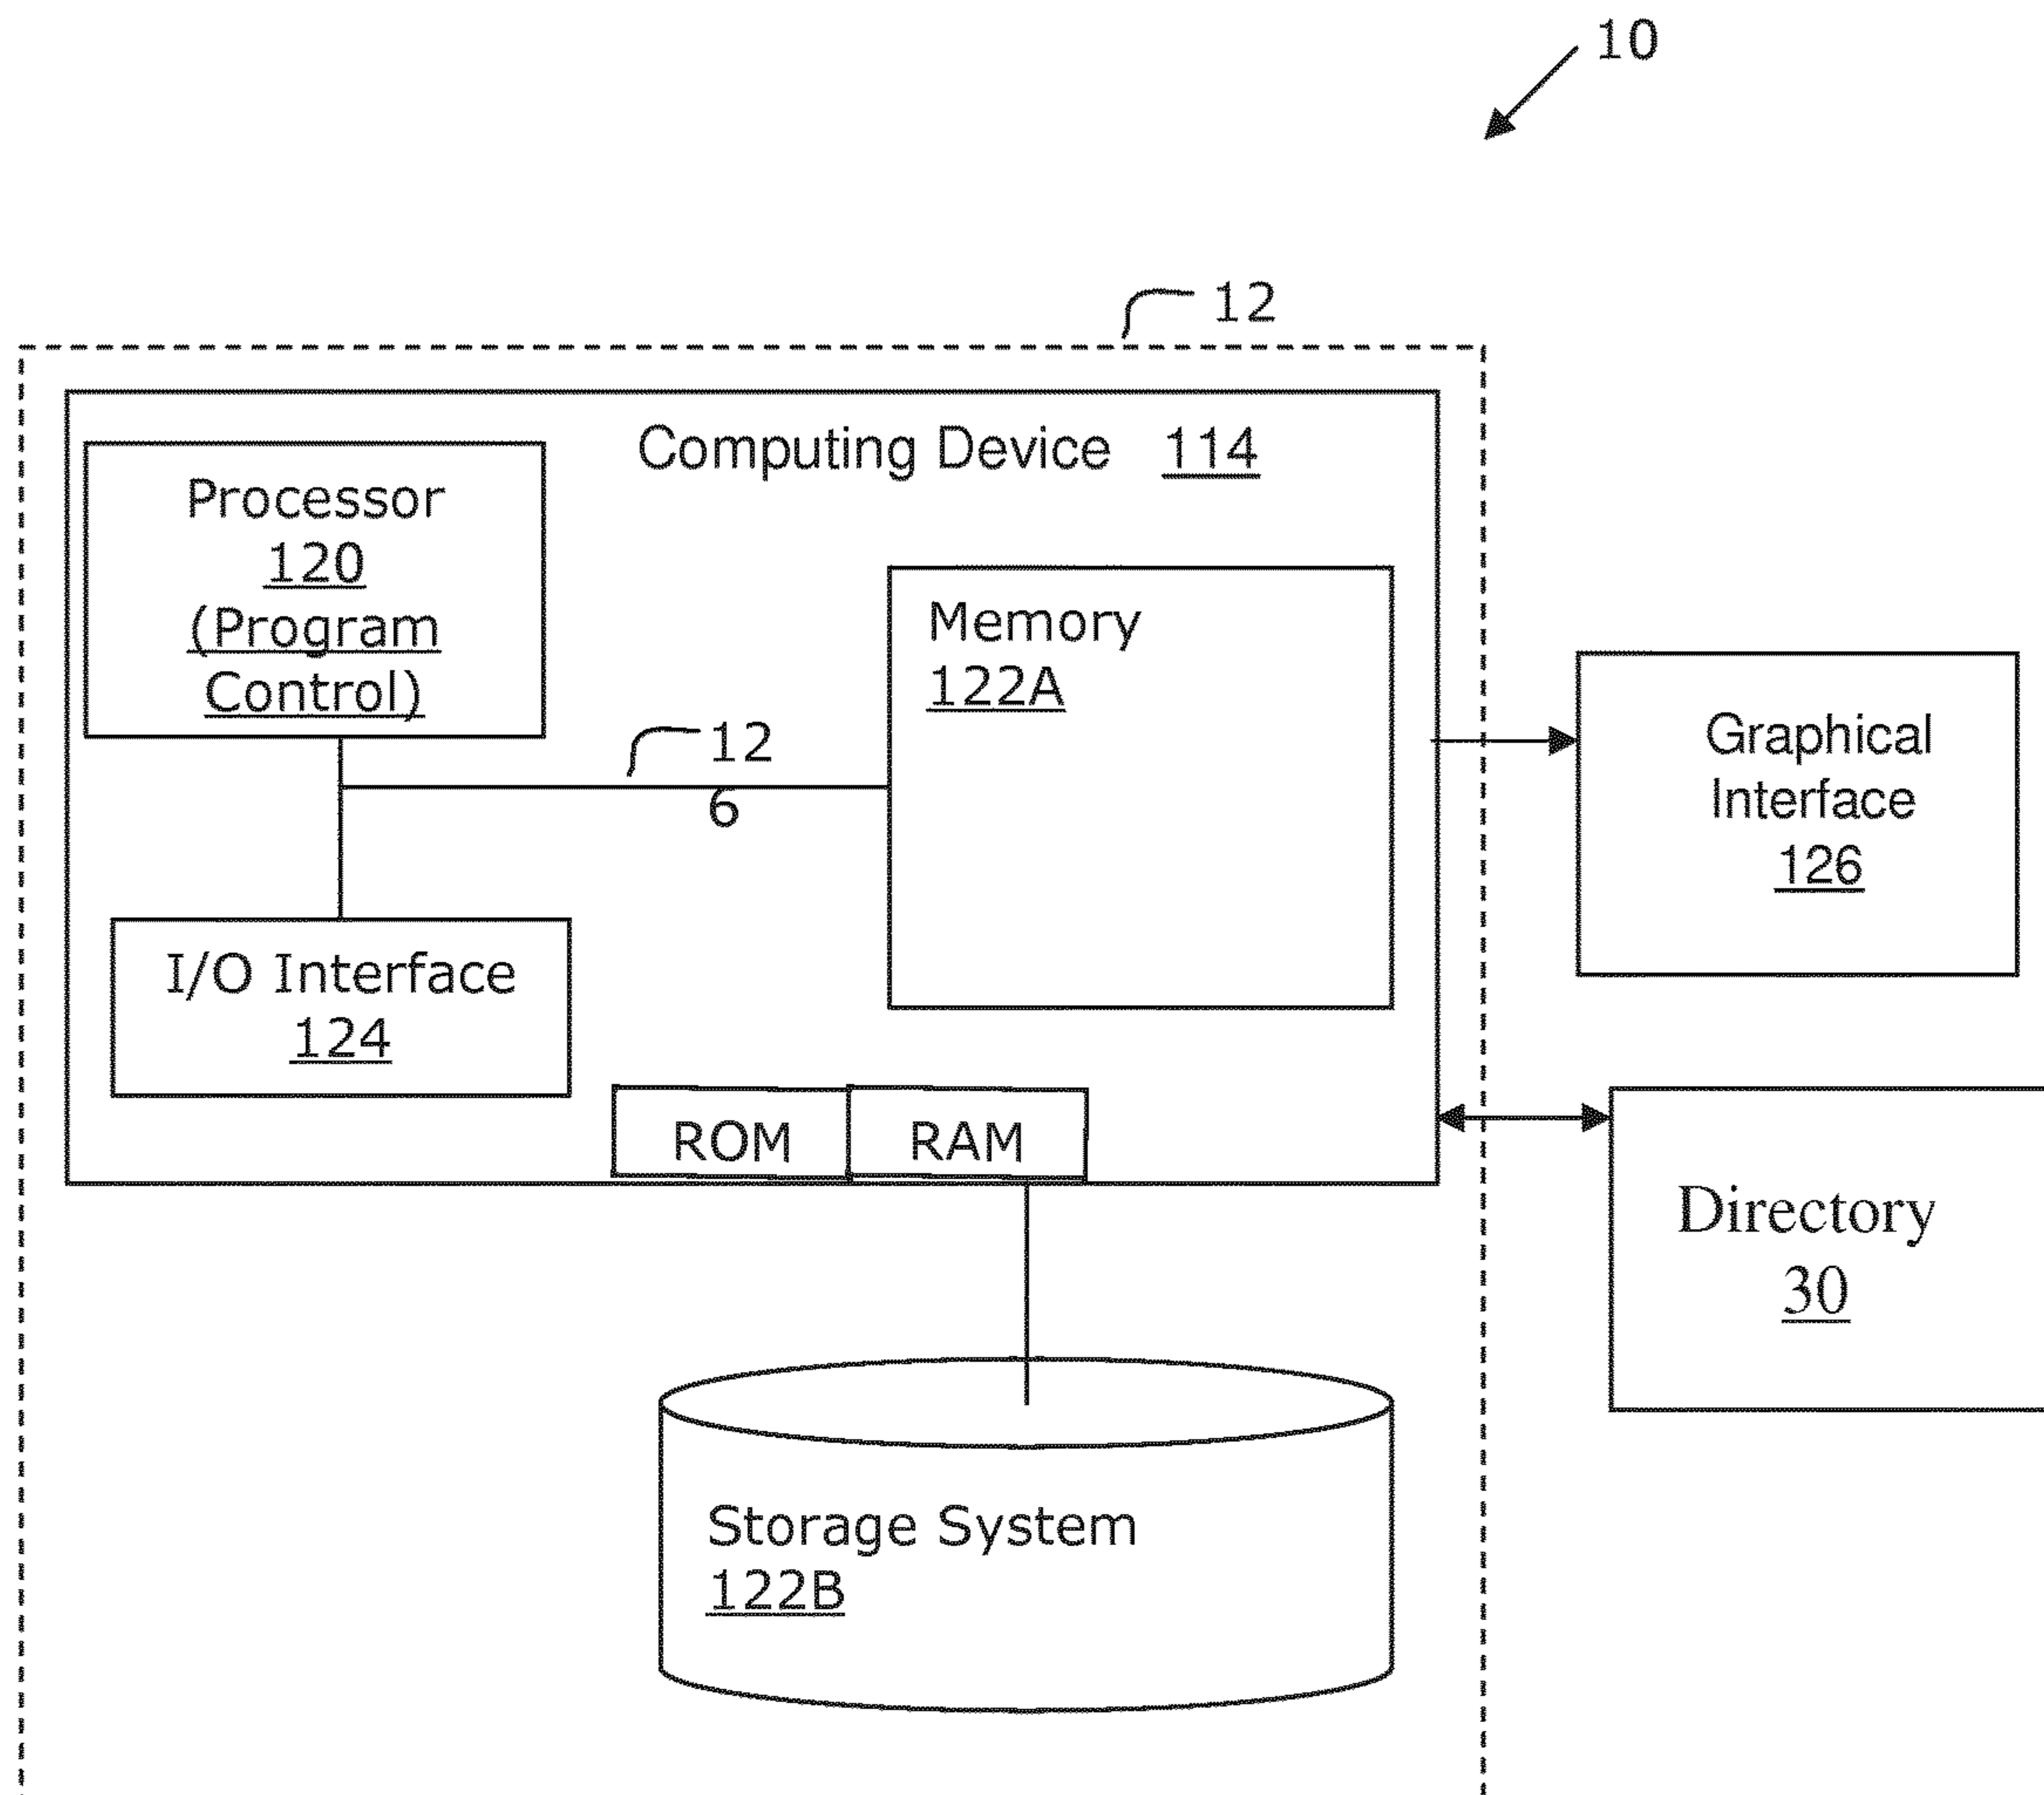 10
12
Computing Device 114
Processor
120
(Program
Control)
Memory
122A
12
6
Graphical
Interface
126
I/O Interface
124
ROM
RAM
Directory
30
Storage System
122B